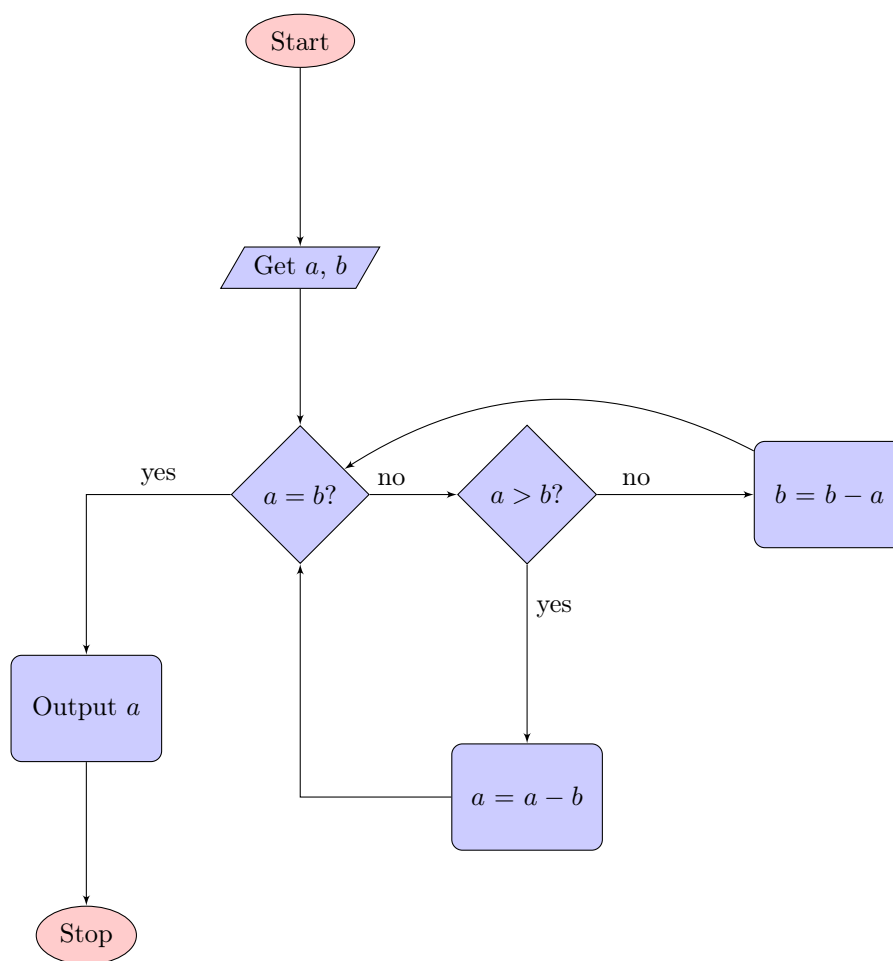 Start
Get a, b
yes
a = b?
no
a > b?
no
b = b − a
yes
Output a
a = a − b
Stop